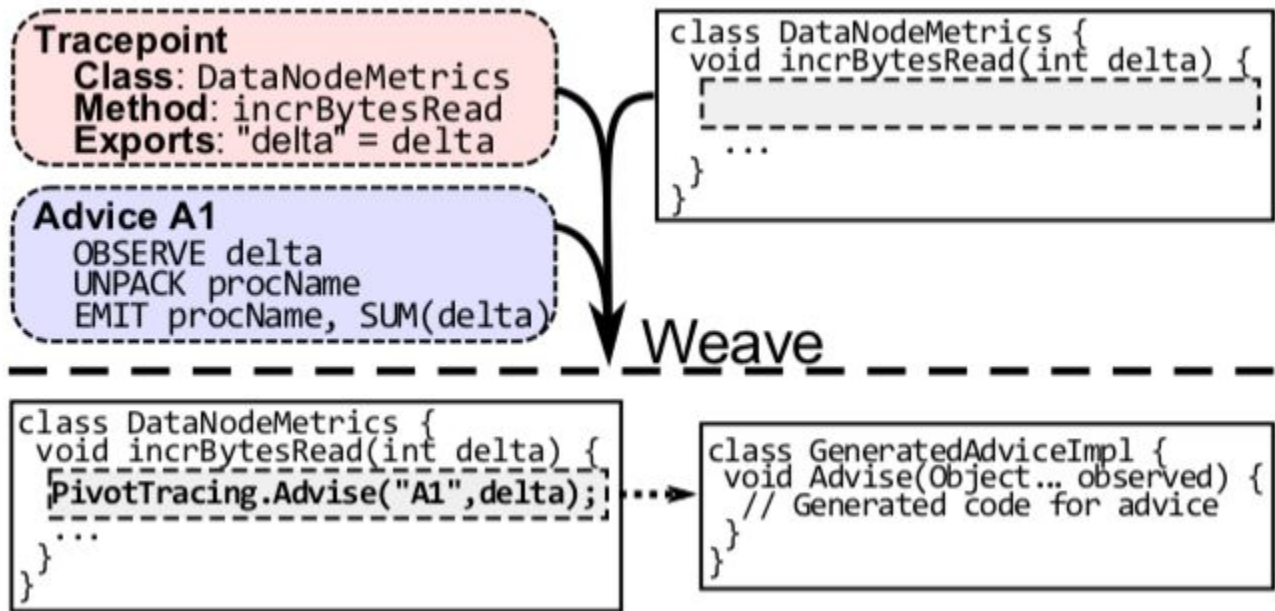 Tracepoint
Class: DataNodeMetrics
Method: incrBytesRead
Exports: "delta" = delta
Advice A1
OBSERVE delta
UNPACK procName
EMIT procName, SUM(delta)
class DataNodeMetrics {
void incrBytesRead(int delta) {
...
}
}
Weave
class DataNodeMetrics {
void incrBytesRead(int delta) {
PivotTracing.Advise("A1",delta);
...
}
}
class GeneratedAdviceImpl {
void Advise(Object... observed) {
// Generated code for advice
}
}